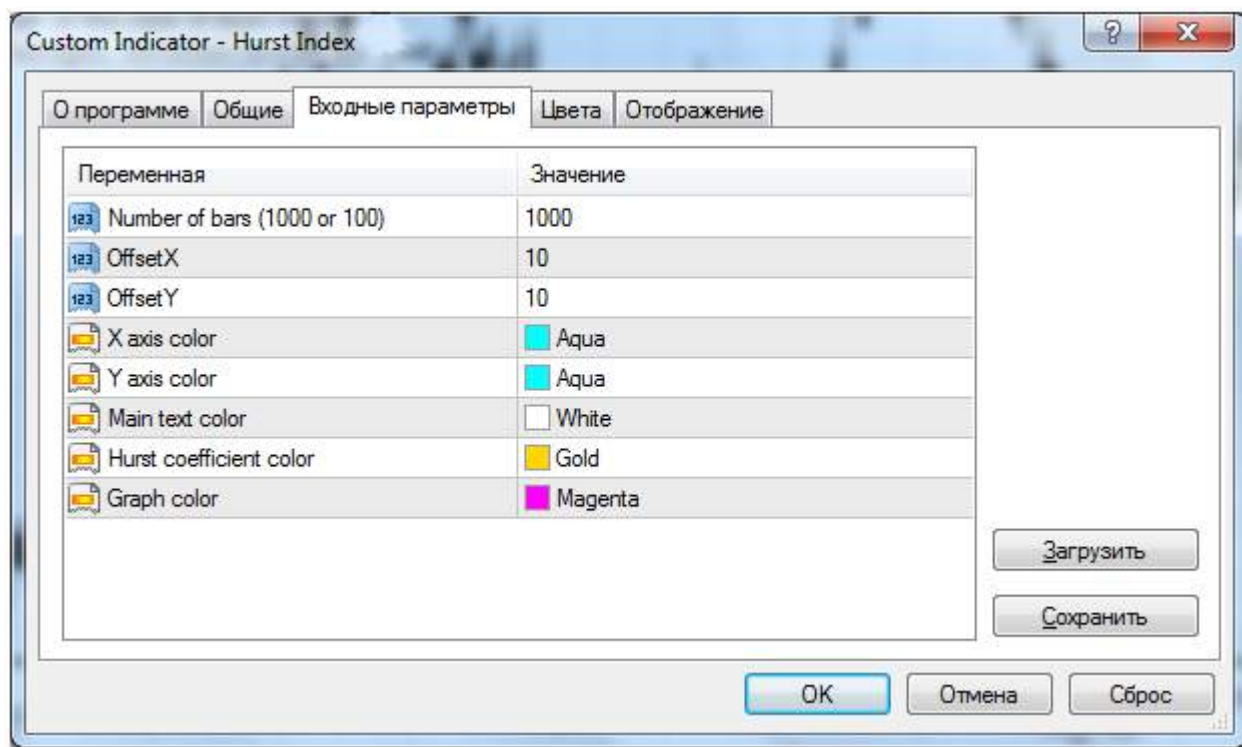 Custom Indicator - Hurst Index
О программе Общие Входные параметры Цвета Отображение
Переменная Значение
Number of bars (1000 or 100) 1000
OffsetX 10
OffsetY 10
X axis color Aqua
Y axis color Aqua
Main text color White
Hurst coefficient color Gold
Graph color Magenta
Загрузить
Сохранить
OK Отмена Сброс